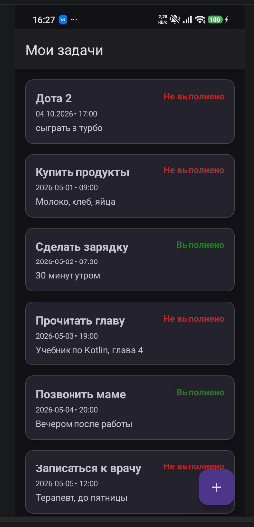 16:27
100
Мои задачи
Дота 2 Не выполнено
04.10.2026 • 17:00
сыграть в турбо
Купить продукты Не выполнено
2026-05-01 • 09:00
Молоко, хлеб, яйца
Сделать зарядку Выполнено
2026-05-02 • 07:30
30 минут утром
Прочитать главу Не выполнено
2026-05-03 • 19:00
Учебник по Kotlin, глава 4
Позвонить маме Выполнено
2026-05-04 • 20:00
Вечером после работы
Записаться к врачу Не выполнено
2026-05-05 • 12:00
Терапевт, до пятницы
+